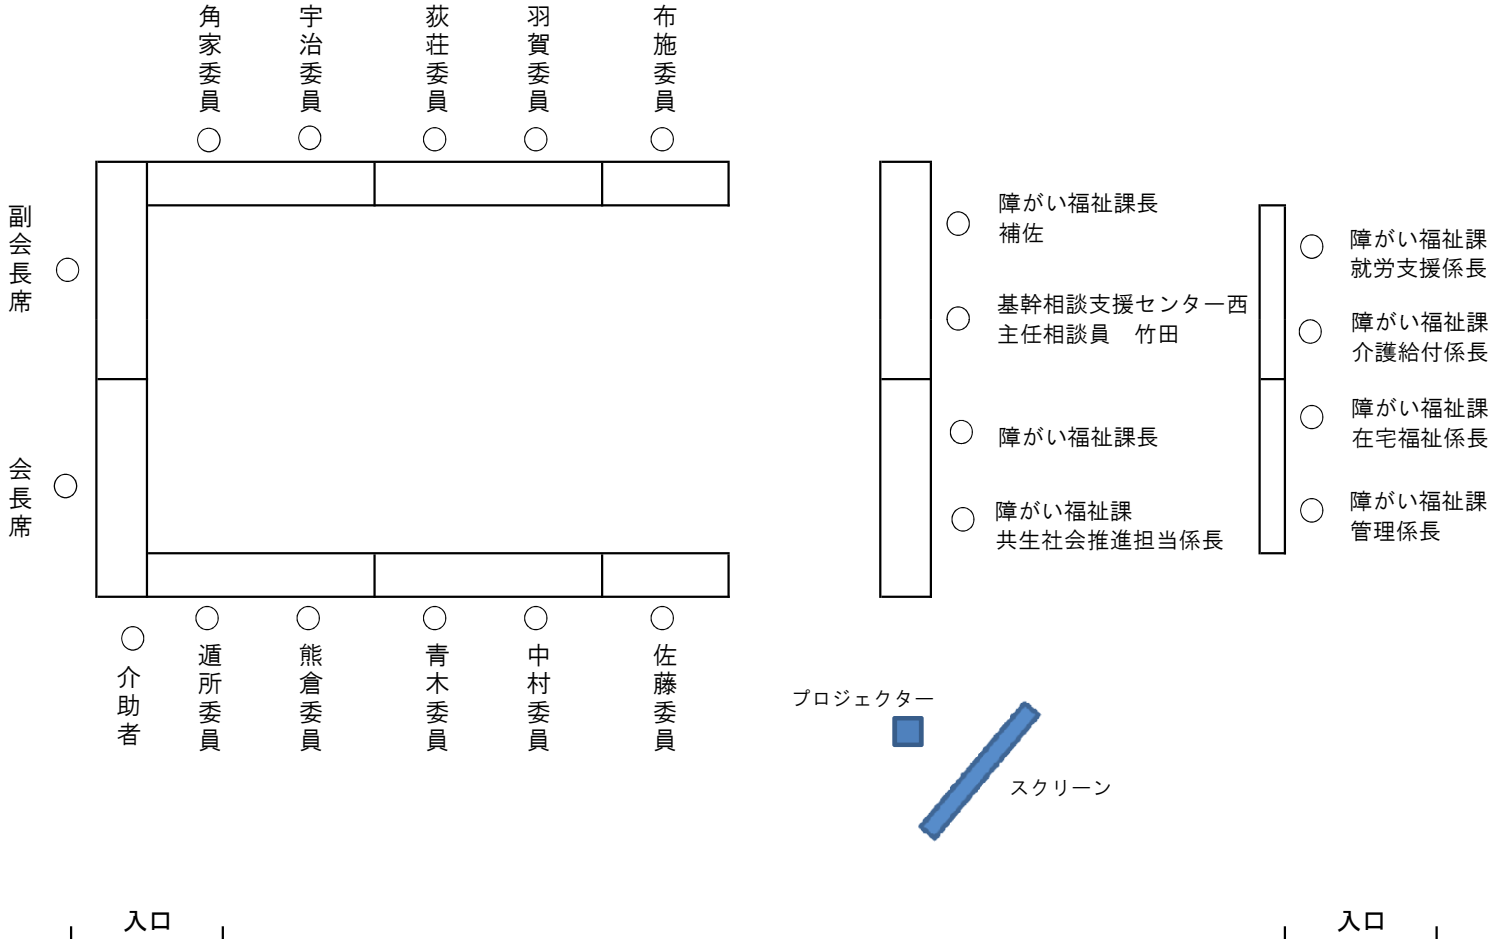 角家委員
宇治委員
荻荘委員
羽賀委員
布施委員
副会長席
会長席
障がい福祉課長
補佐
基幹相談支援センター西
主任相談員　竹田
障がい福祉課長
障がい福祉課
共生社会推進担当係長
障がい福祉課
就労支援係長
障がい福祉課
介護給付係長
障がい福祉課
在宅福祉係長
障がい福祉課
管理係長
介助者
遁所委員
熊倉委員
青木委員
中村委員
佐藤委員
プロジェクター
スクリーン
入口
入口